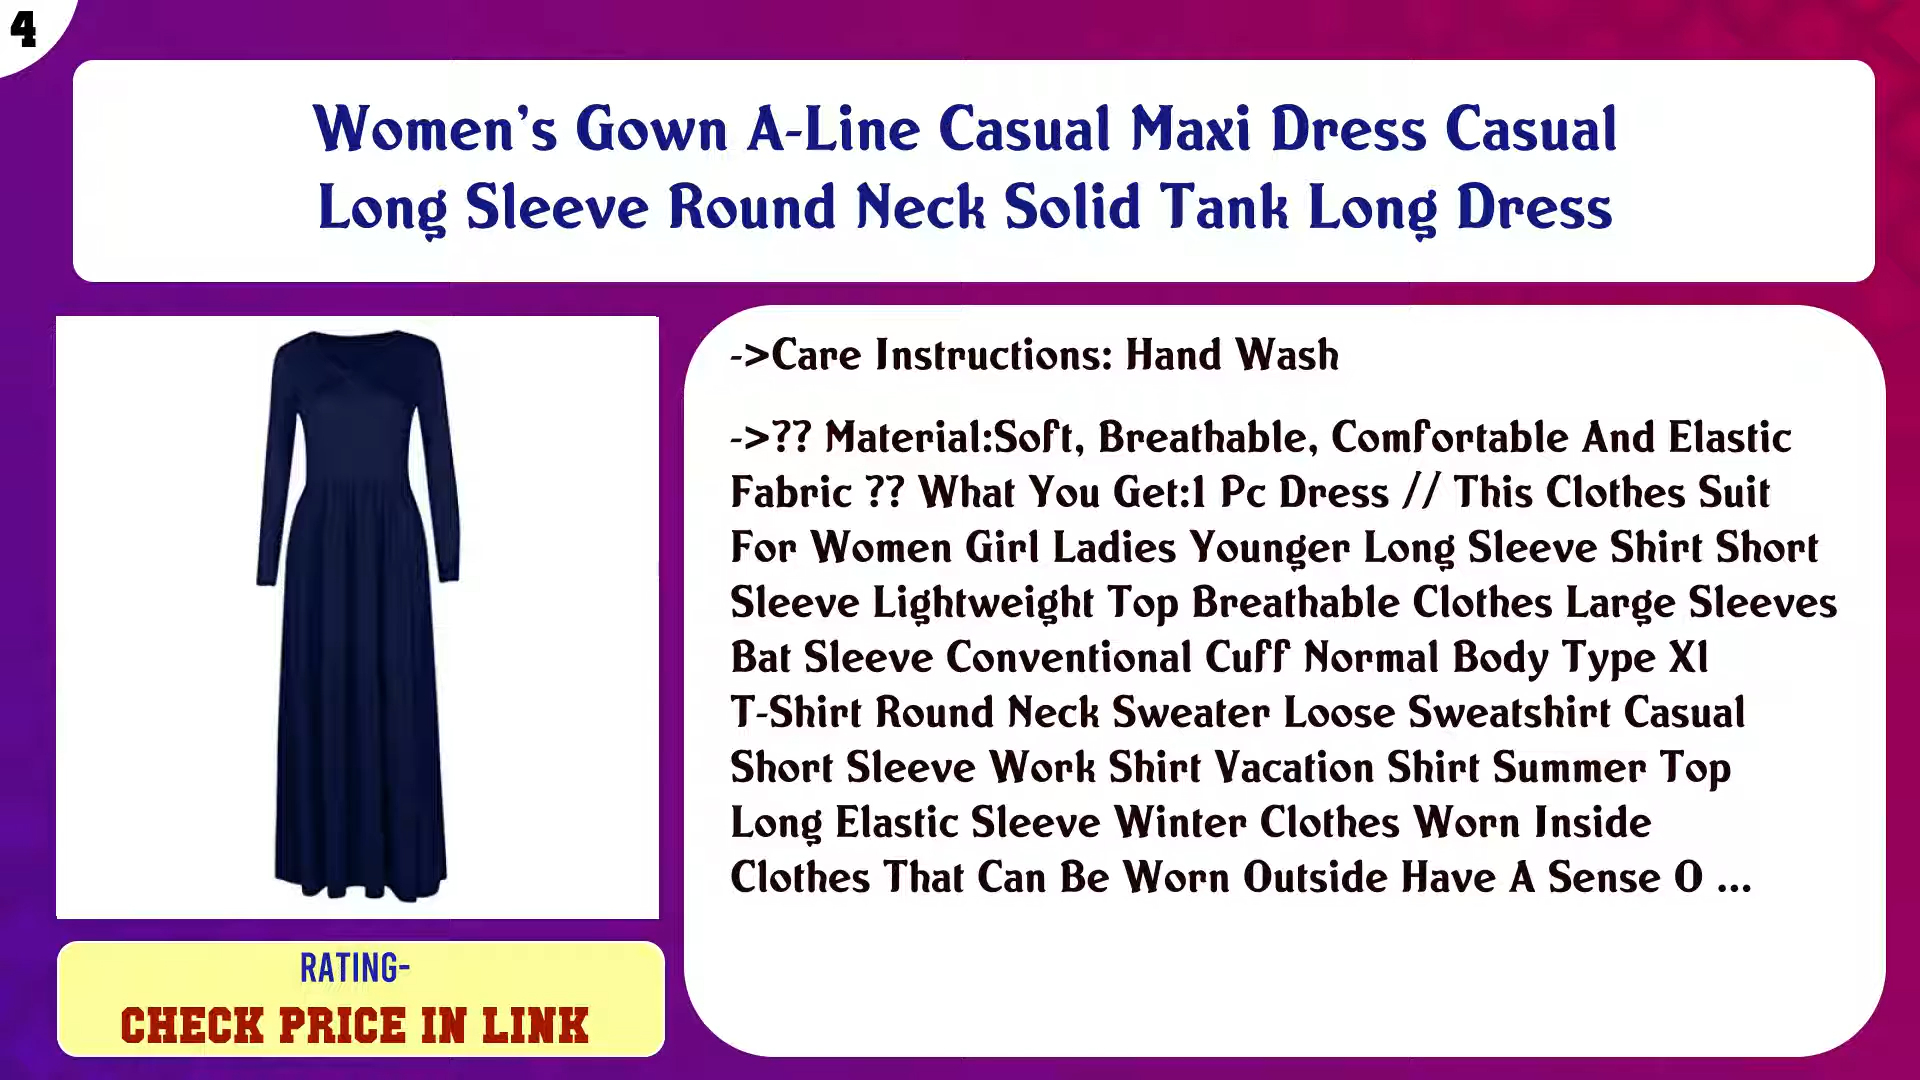 4
Women's Gown A-Line Casual Maxi Dress Casual
Long Sleeve Round Neck Solid Tank Long Dress
->Care Instructions: Hand Wash
->?? Material:Soft, Breathable, Comfortable And Elastic
Fabric ?? What You Get:1 Pc Dress // This Clothes Suit
For Women Girl Ladies Younger Long Sleeve Shirt Short
Sleeve Lightweight Top Breathable Clothes Large Sleeves
Bat Sleeve Conventional Cuff Normal Body Type Xl
T-Shirt Round Neck Sweater Loose Sweatshirt Casual
Short Sleeve Work Shirt Vacation Shirt Summer Top
Long Elastic Sleeve Winter Clothes Worn Inside
Clothes That Can Be Worn Outside Have A Sense O ...
RATING-
CHECK PRICE IN LINK